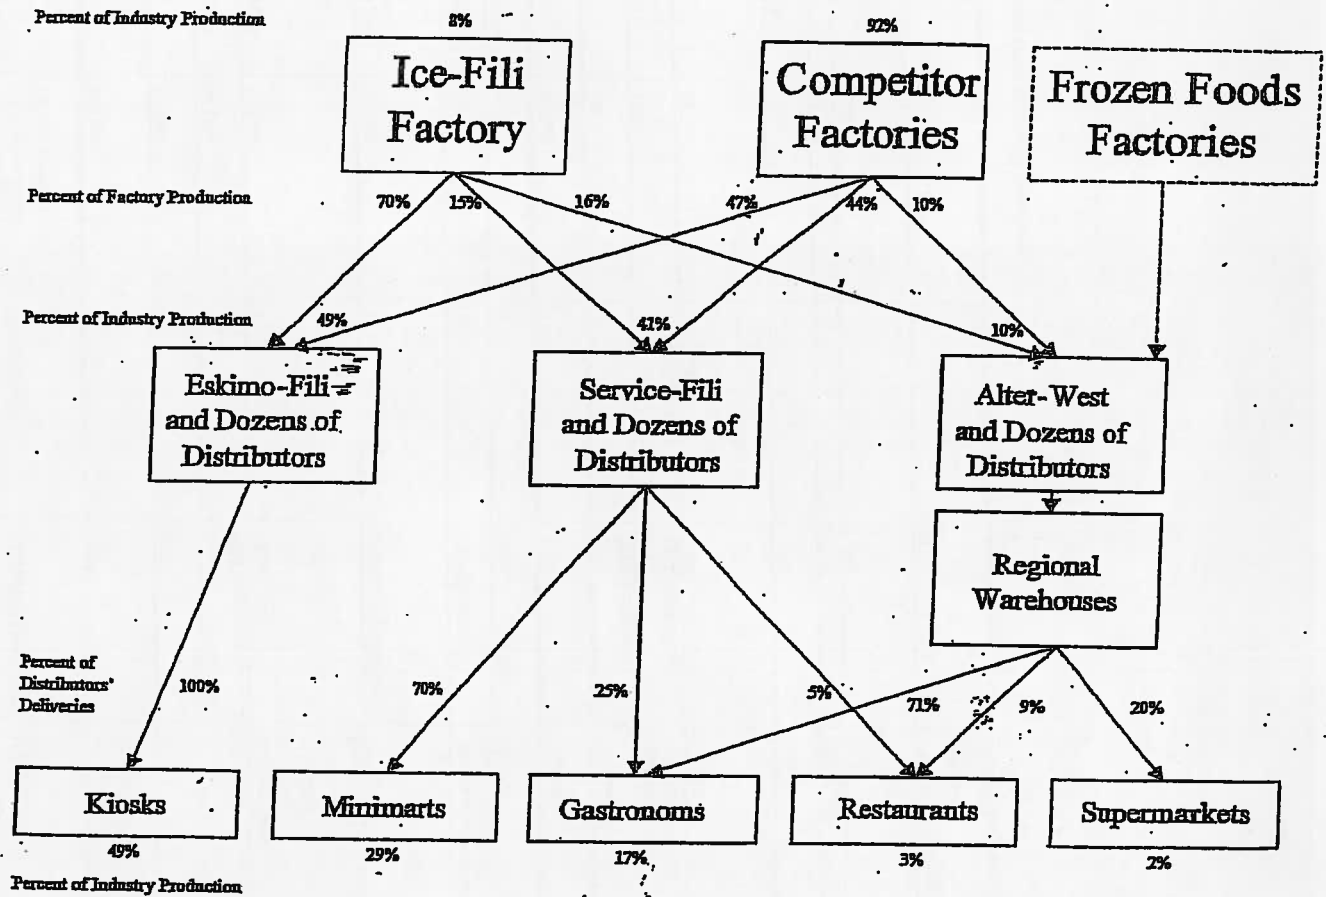 Percent of Industry Production
8%
92%
Ice-Fili
Factory
Competitor
Factories
Frozen Foods
Factories
Percent of Factory Production
70%
15%
16%
47%
44%
10%
Percent of Industry Production
49%
41%
10%
Eskimo-Fili
and Dozens of
Distributors
Service-Fili
and Dozens of
Distributors
Alter-West
and Dozens of
Distributors
Regional
Warehouses
Percent of
Distributors'
Deliveries
100%
70%
25%
5%
71%
9%
20%
Kiosks
Minimarts
Gastronoms
Restaurants
Supermarkets
49%
29%
17%
3%
2%
Percent of Industry Production